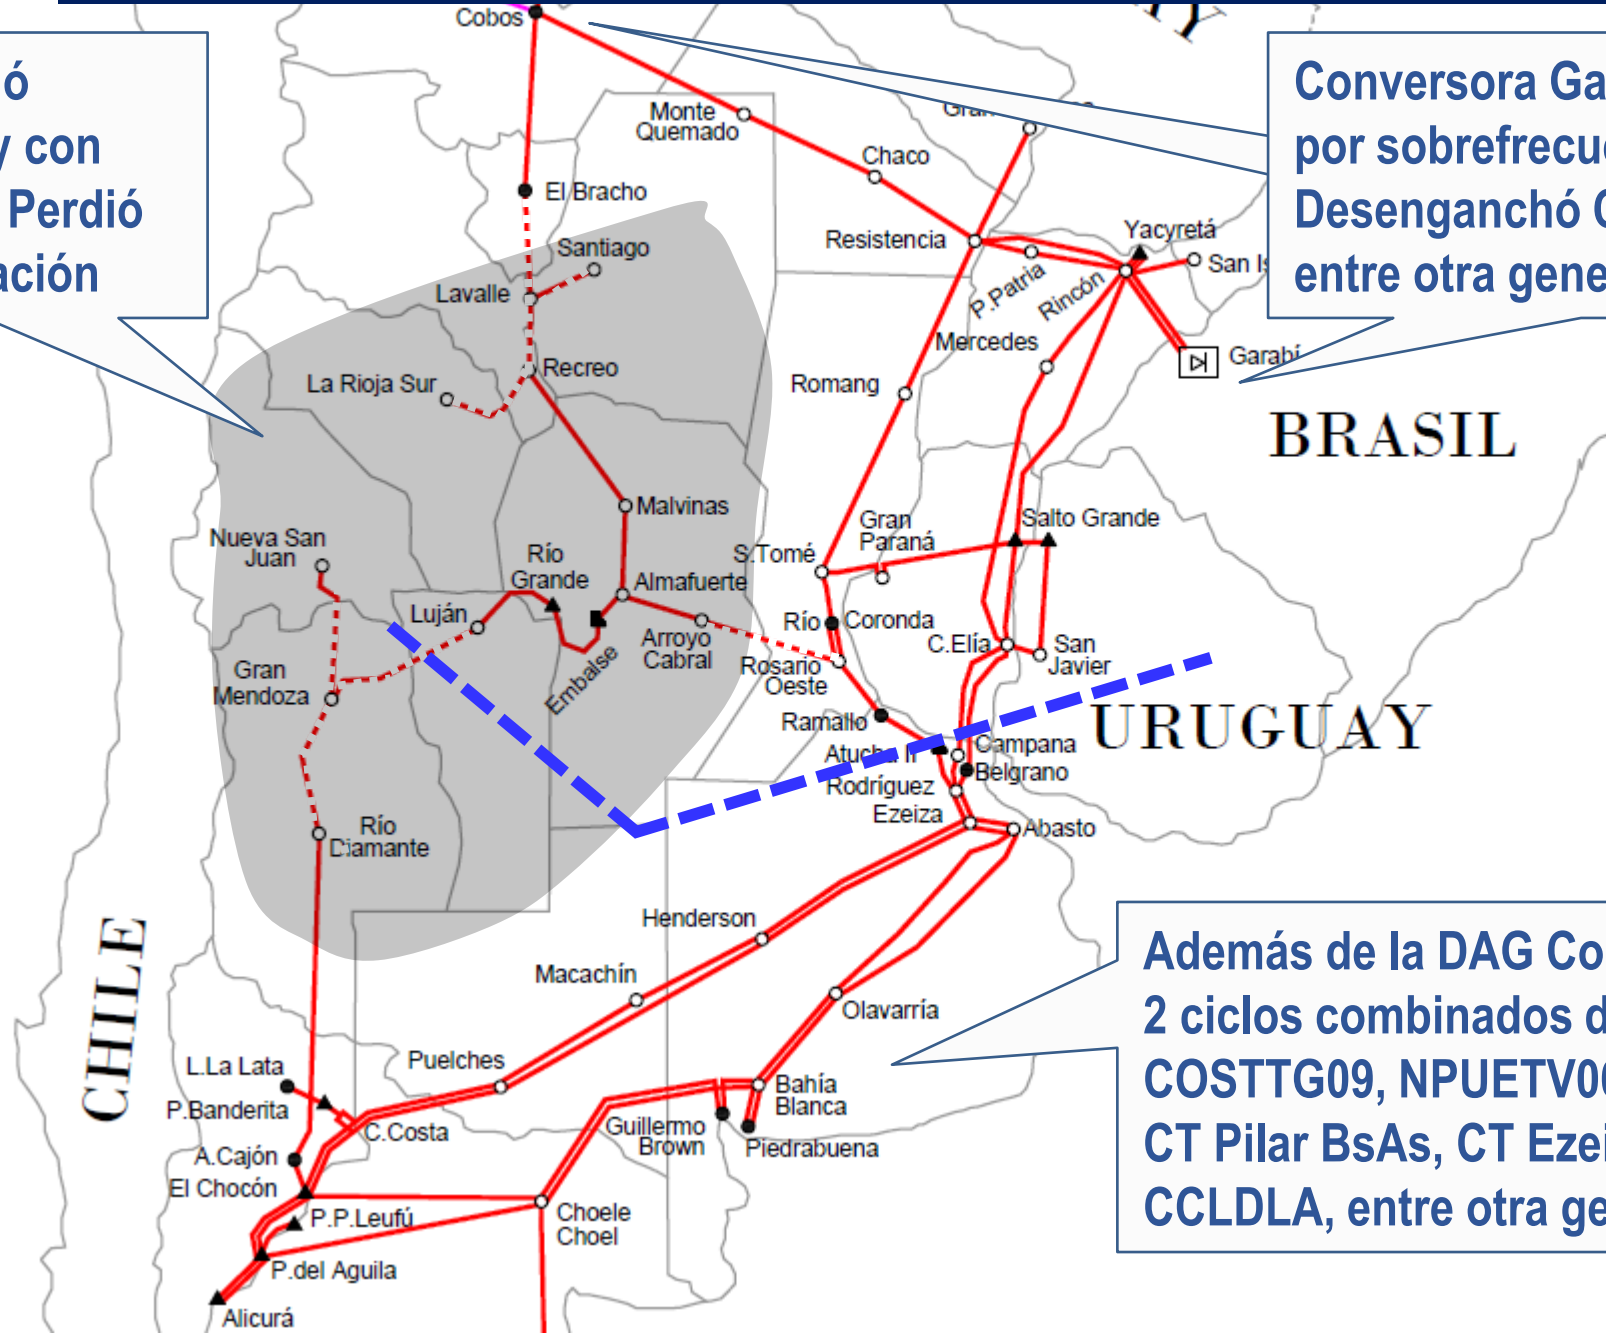 Cobos
ó
y con
Perdió
ación
Conversora Ga
por sobrefrecu
Desenganchó
entre otra gene
Monte
Quemado
Chaco
El Bracho
Resistencia
Yacyretá
Santiago
San Is
P.Patria
Rincón
Lavalle
Mercedes
Garabí
Recreo
La Rioja Sur
Romang
BRASIL
Malvinas
Gran
Paraná
Salto Grande
Nueva San
Juan
Río
Grande
S.Tomé
Almafuerte
Luján
Río
Coronda
Arroyo
Cabral
C.Elía
San
Javier
Gran
Mendoza
Embalse
Rosario
Oeste
Ramallo
URUGUAY
Atucha II
Campana
Belgrano
Rodríguez
Ezeiza
Abasto
Río
Diamante
CHILE
Henderson
Macachín
Olavarría
Además de la DAG Co
2 ciclos combinados d
COSTTG09, NPUETV0
CT Pilar BsAs, CT Ezei
CCLDLA, entre otra ge
L.La Lata
Puelches
P.Banderita
C.Costa
Bahía
Blanca
Guillermo
Brown
Piedrabuena
A.Cajón
El Chocón
P.P.Leufú
Choele
Choel
P.del Aguila
Alicurá